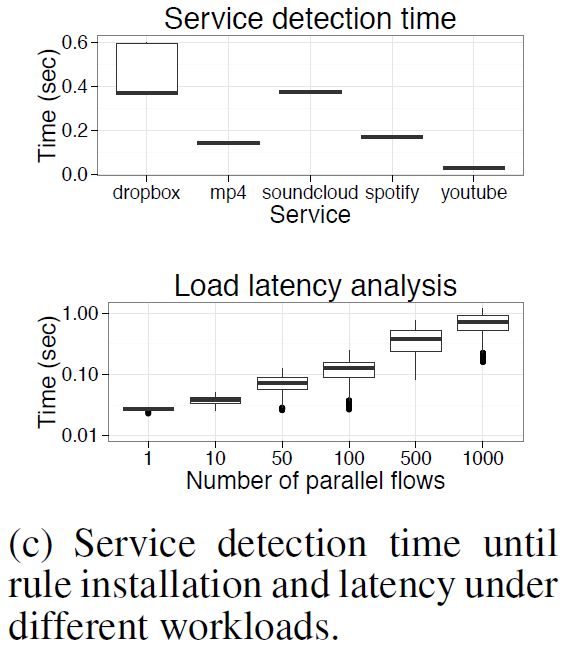 Service detection time
Time (sec)
0.6
0.4
0.2
0.0
dropbox mp4 soundcloud spotify youtube
Service
Load latency analysis
Time (sec)
1.00
0.10
0.01
1 10 50 100 500 1000
Number of parallel flows
(c) Service detection time until
rule installation and latency under
different workloads.